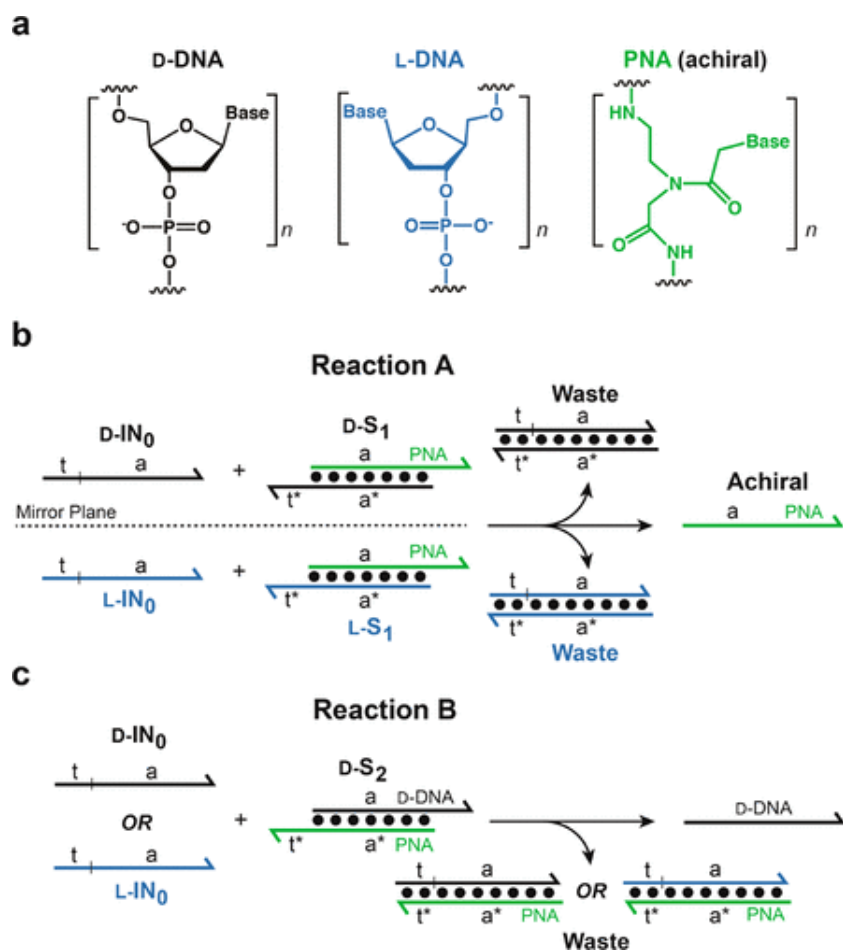 a
D-DNA
L-DNA
PNA (achiral)
O
Base
O
O
-O-P=O
O
n
Base
O
O
O
O=P-O-
O
n
HN
Base
N
O
O
NH
n
b
Reaction A
D-IN0
t a
+
D-S1
a PNA
t* a*
Waste
t a
t* a*
Mirror Plane
Achiral
a PNA
t a
L-IN0
+
a PNA
t* a*
L-S1
t a
t* a*
Waste
c
Reaction B
D-IN0
t a
OR
t a
L-IN0
+
D-S2
a D-DNA
t* a* PNA
D-DNA
t a
t* a* PNA
OR
t a
t* a* PNA
Waste